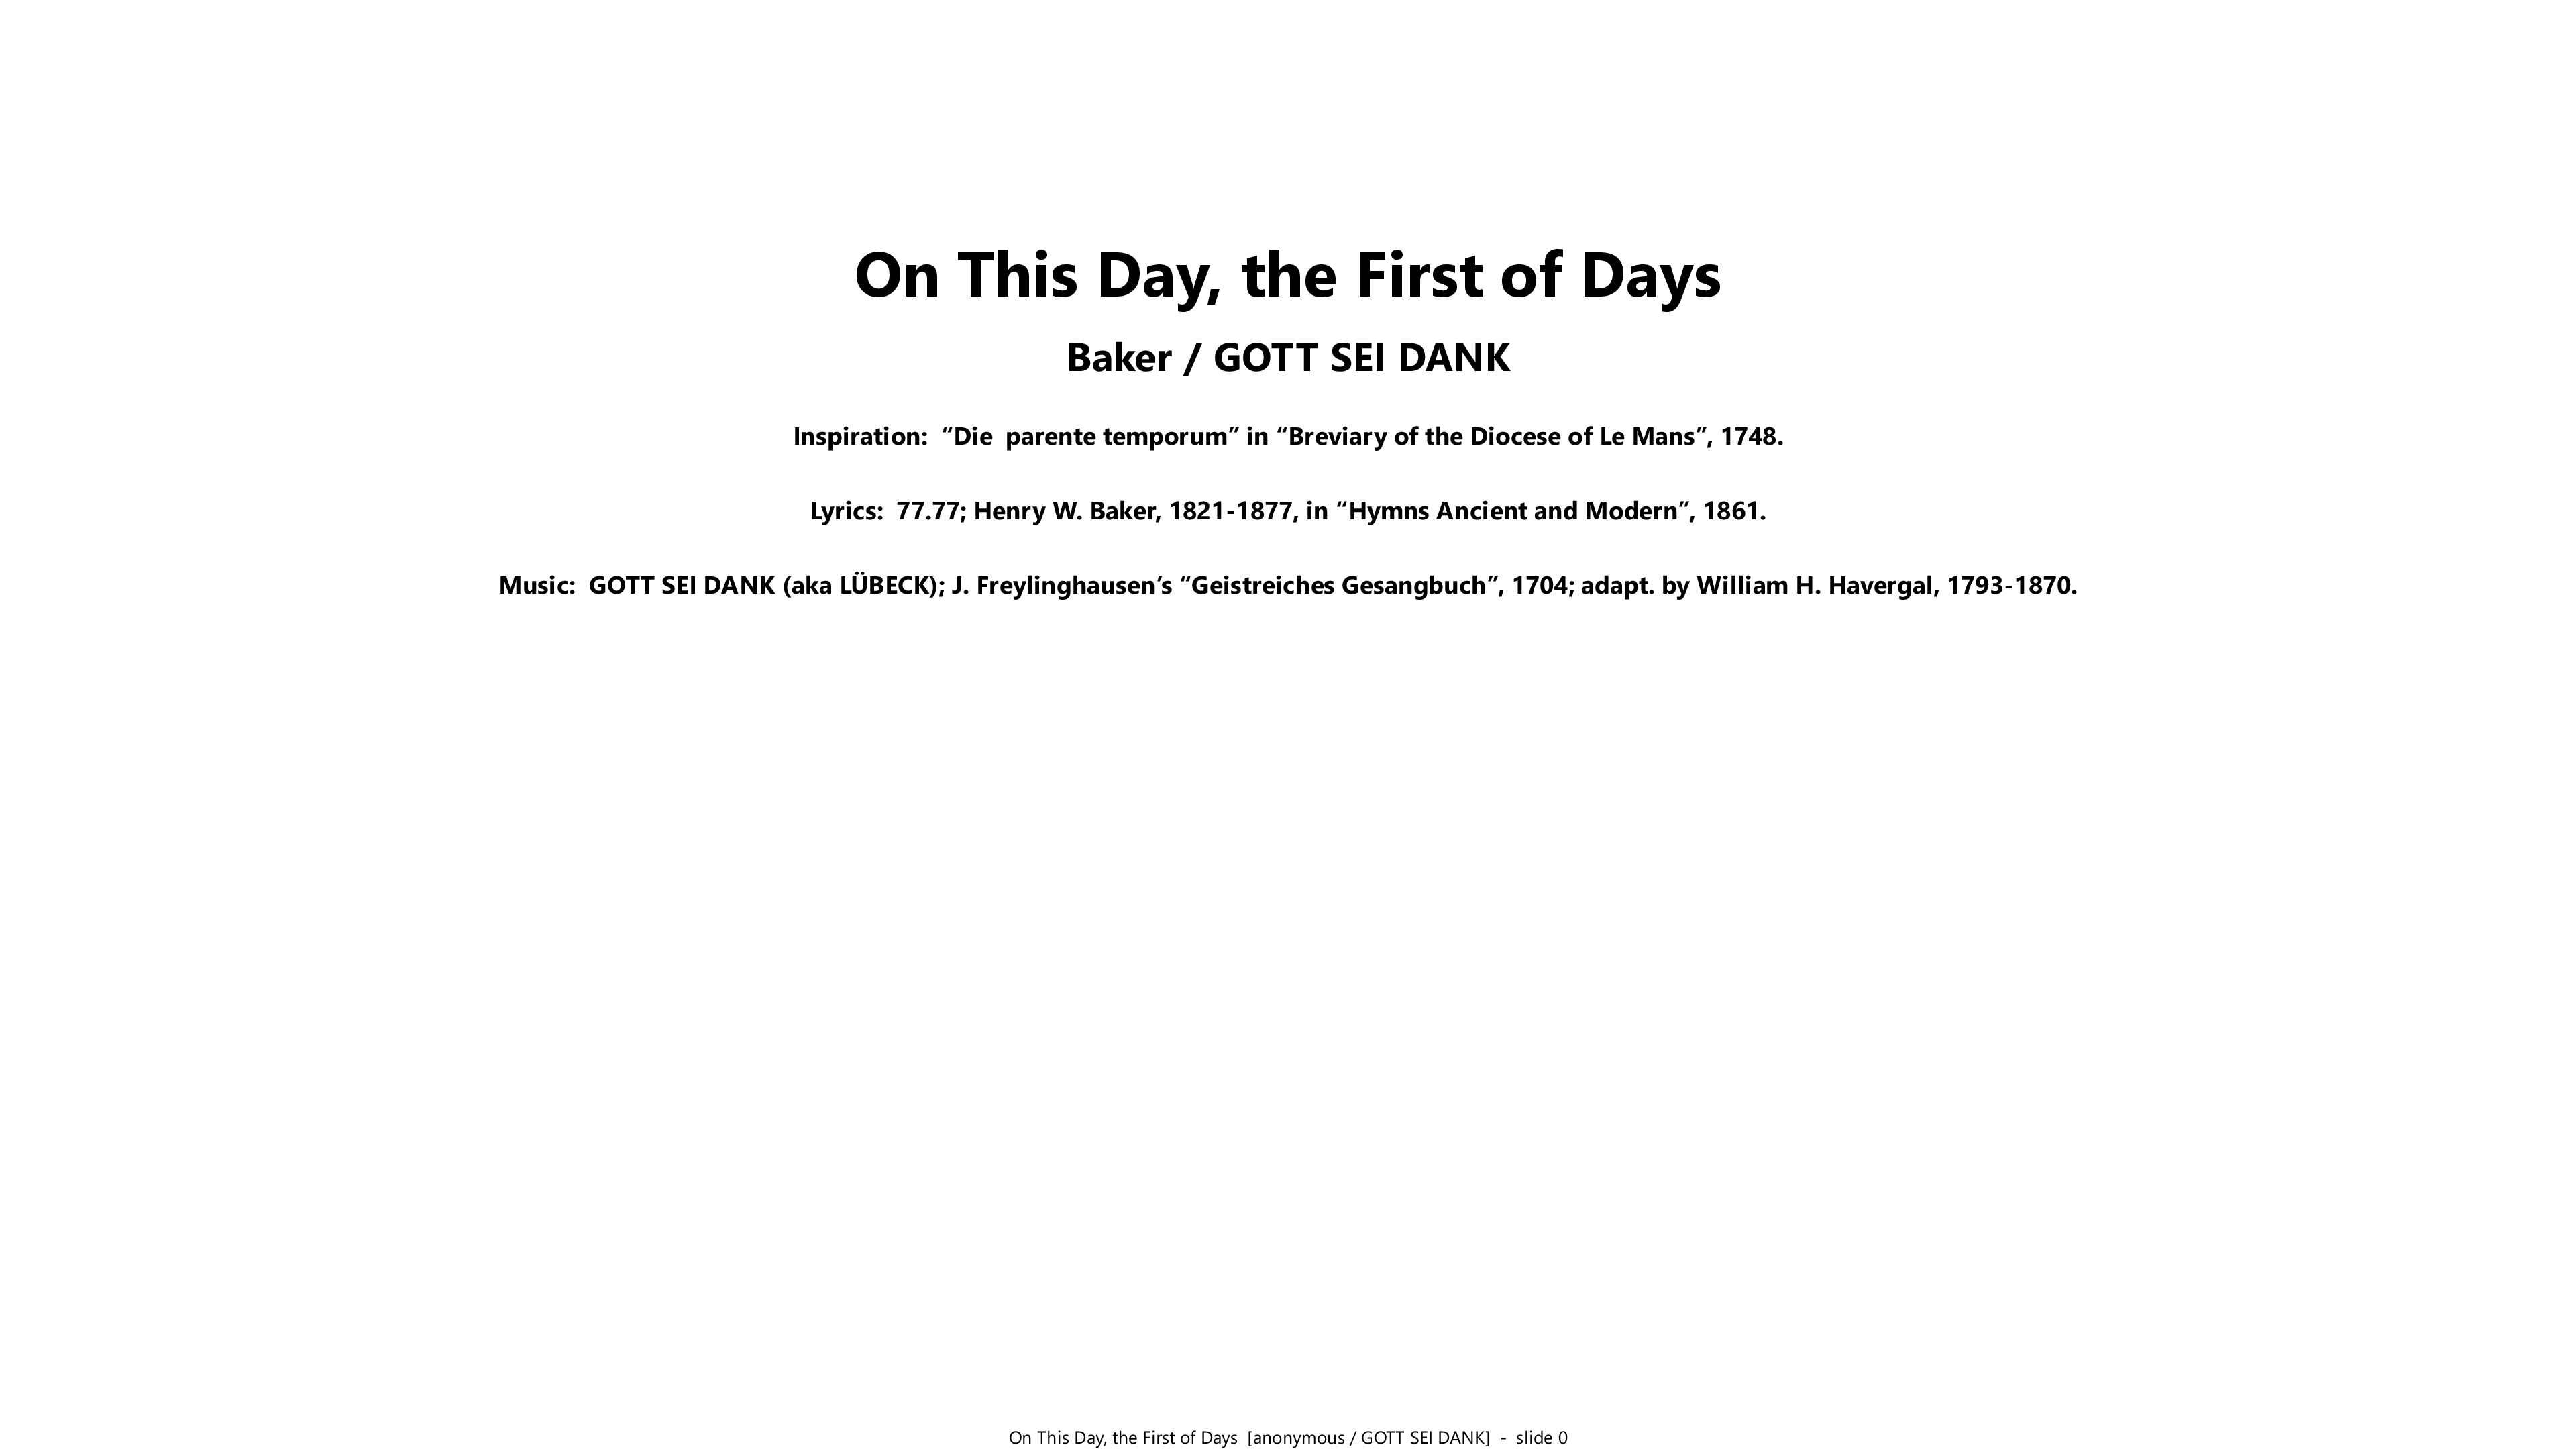 On This Day, the First of Days
Baker / GOTT SEI DANK
Inspiration:  “Die  parente temporum” in “Breviary of the Diocese of Le Mans”, 1748.
Lyrics:  77.77; Henry W. Baker, 1821-1877, in “Hymns Ancient and Modern”, 1861.
Music:  GOTT SEI DANK (aka LÜBECK); J. Freylinghausen’s “Geistreiches Gesangbuch”, 1704; adapt. by William H. Havergal, 1793-1870.
On This Day, the First of Days  [anonymous / GOTT SEI DANK]  -  slide 0